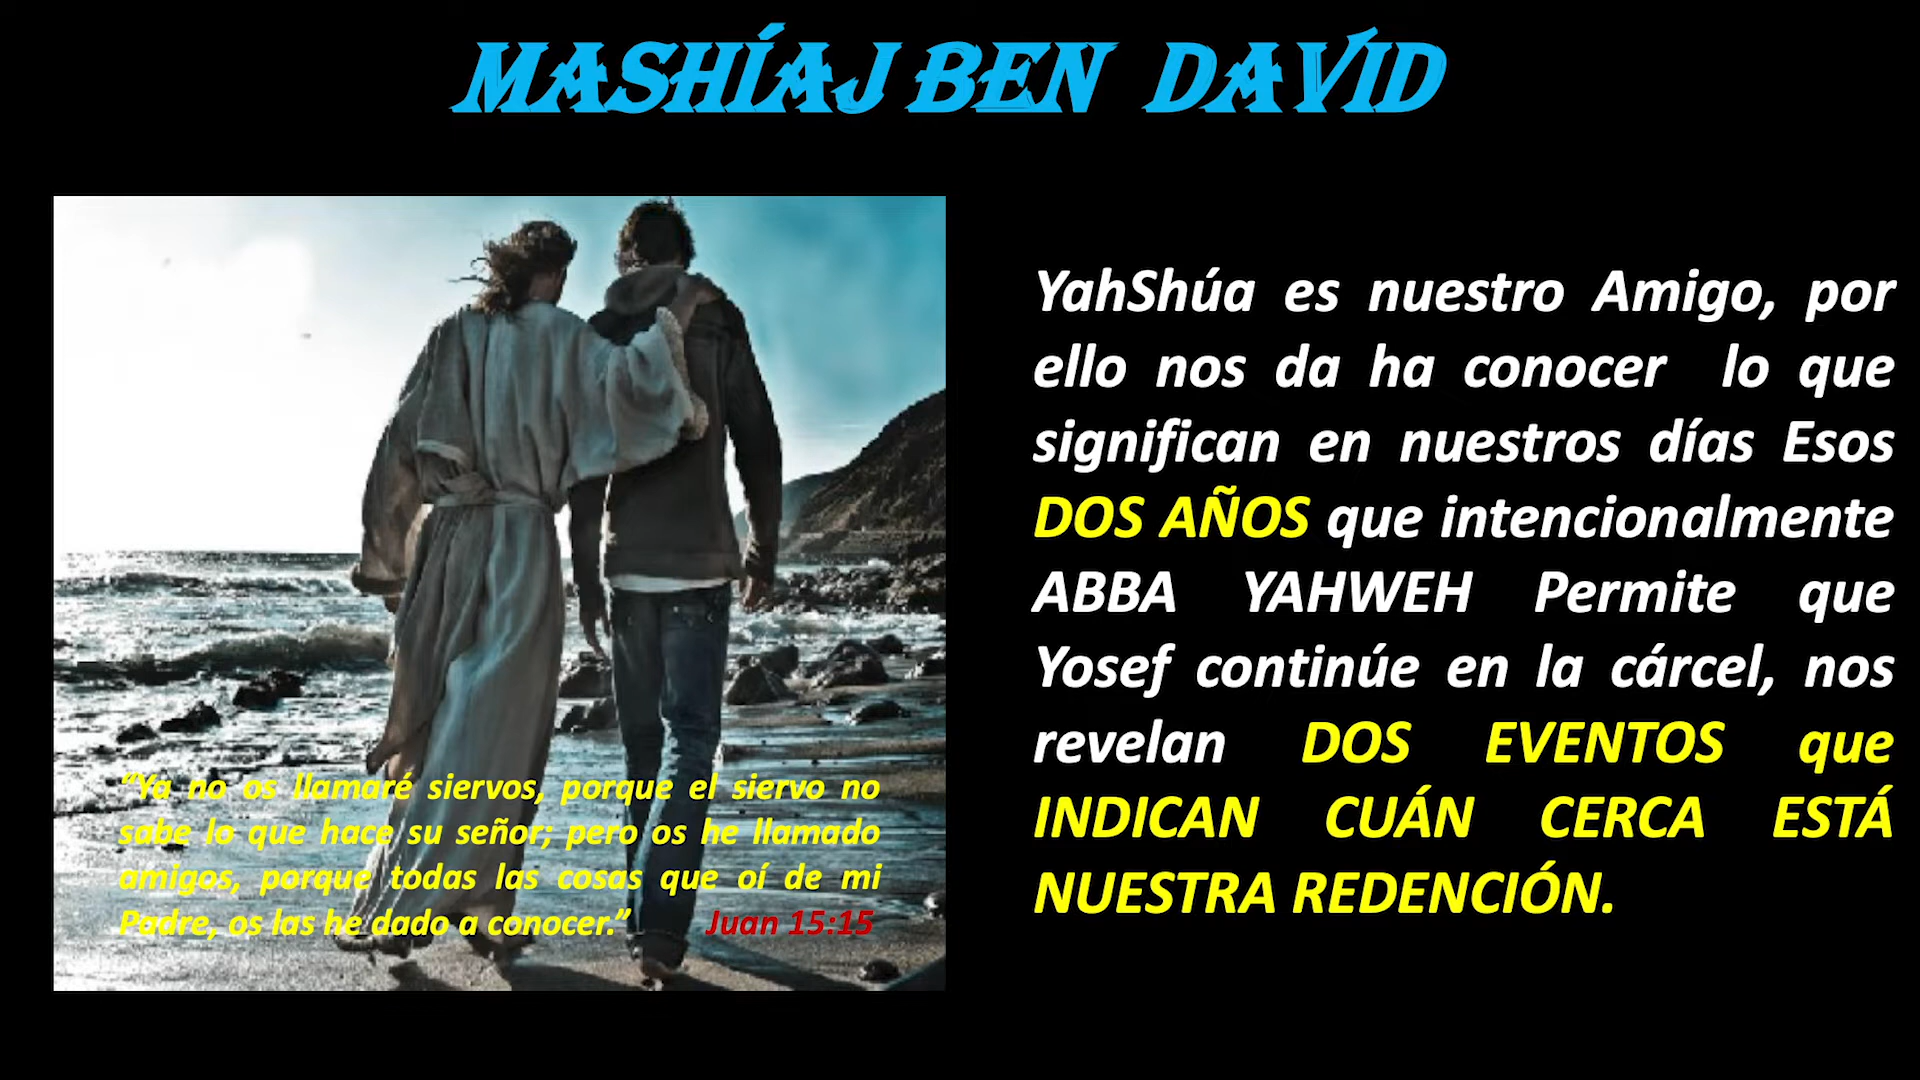 MASHÍAJ BEN DAVID
YahShúa es nuestro Amigo, por
ello nos da ha conocer lo que
significan en nuestros días Esos
DOS AÑOS que intencionalmente
ABBA YAHWEH Permite que
Yosef continúe en la cárcel, nos
revelan DOS EVENTOS que
INDICAN CUÁN CERCA ESTÁ
NUESTRA REDENCIÓN.
“Ya no os llamaré siervos, porque el siervo no
sabe lo que hace su señor; pero os he llamado
amigos, porque todas las cosas que oí de mi
Padre, os las he dado a conocer.” Juan 15:15